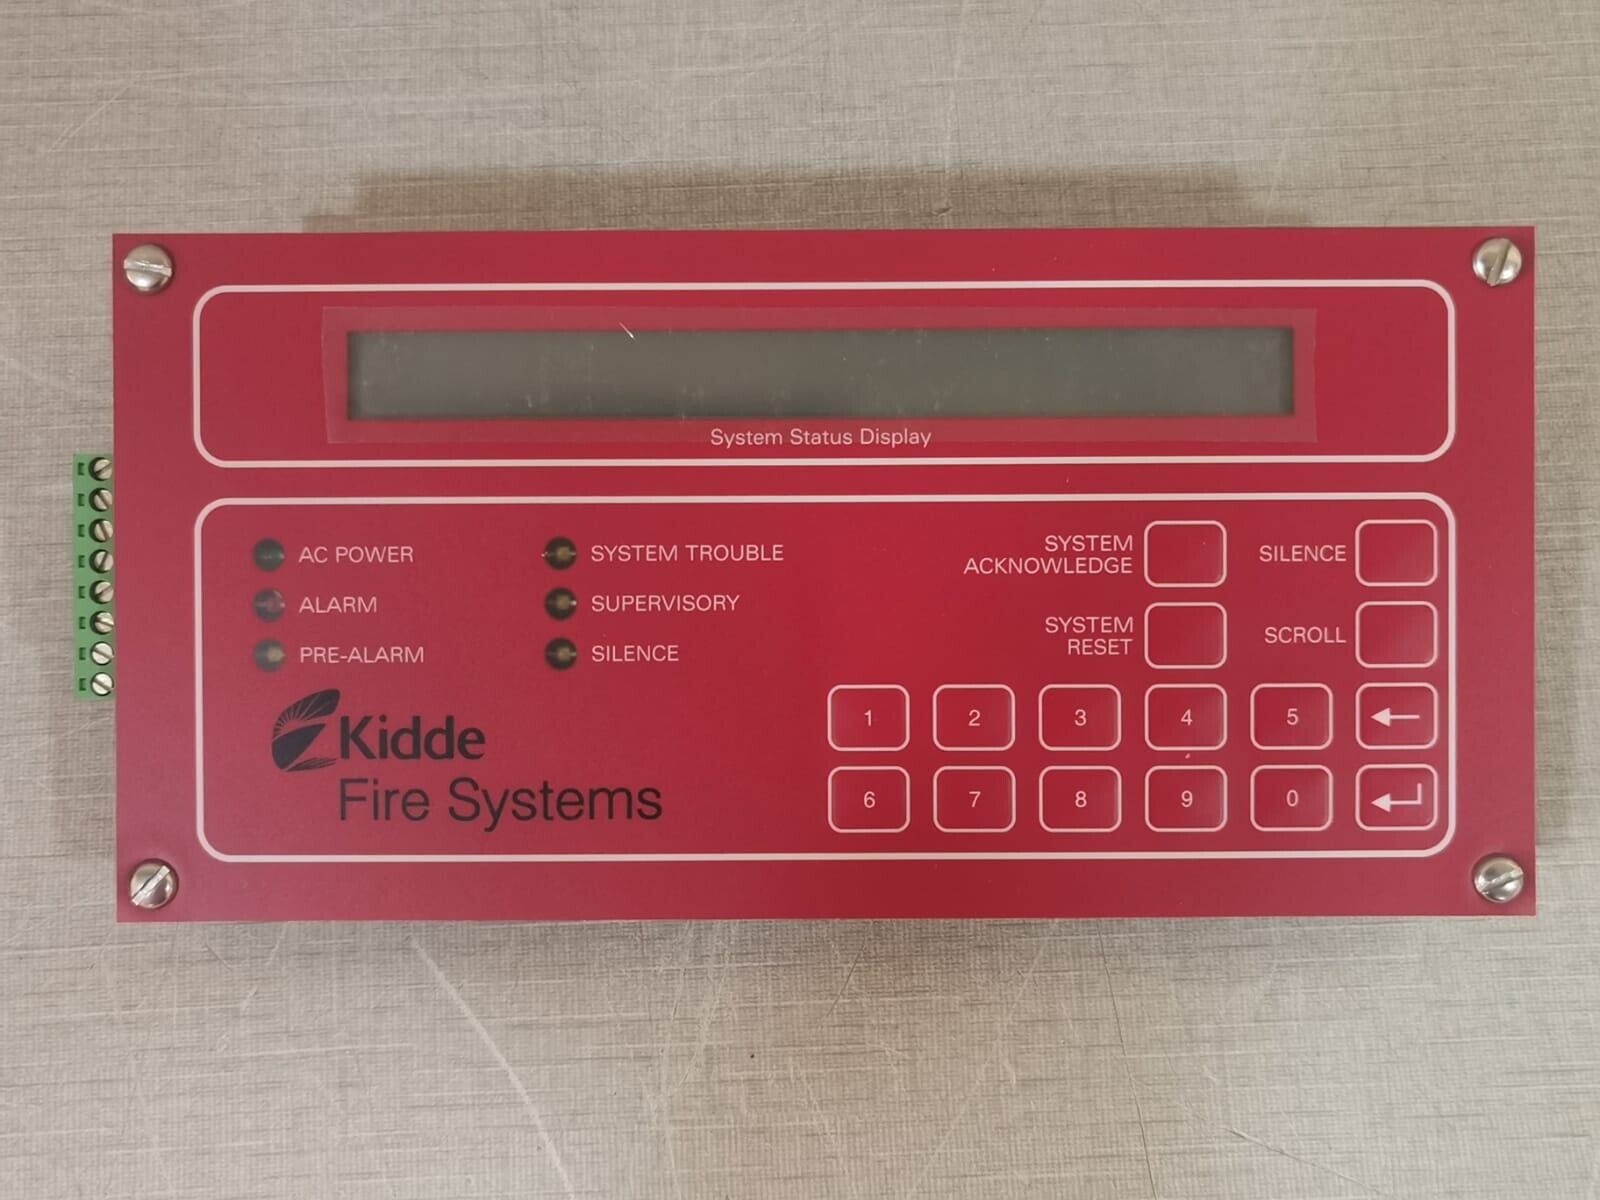 System Status Display
AC POWER
ALARM
PRE-ALARM
SYSTEM TROUBLE
SUPERVISORY
SILENCE
SYSTEM
ACKNOWLEDGE
SILENCE
SYSTEM
RESET
SCROLL
1 2 3 4 5 ←
6 7 8 9 0 ↵
Kidde
Fire Systems